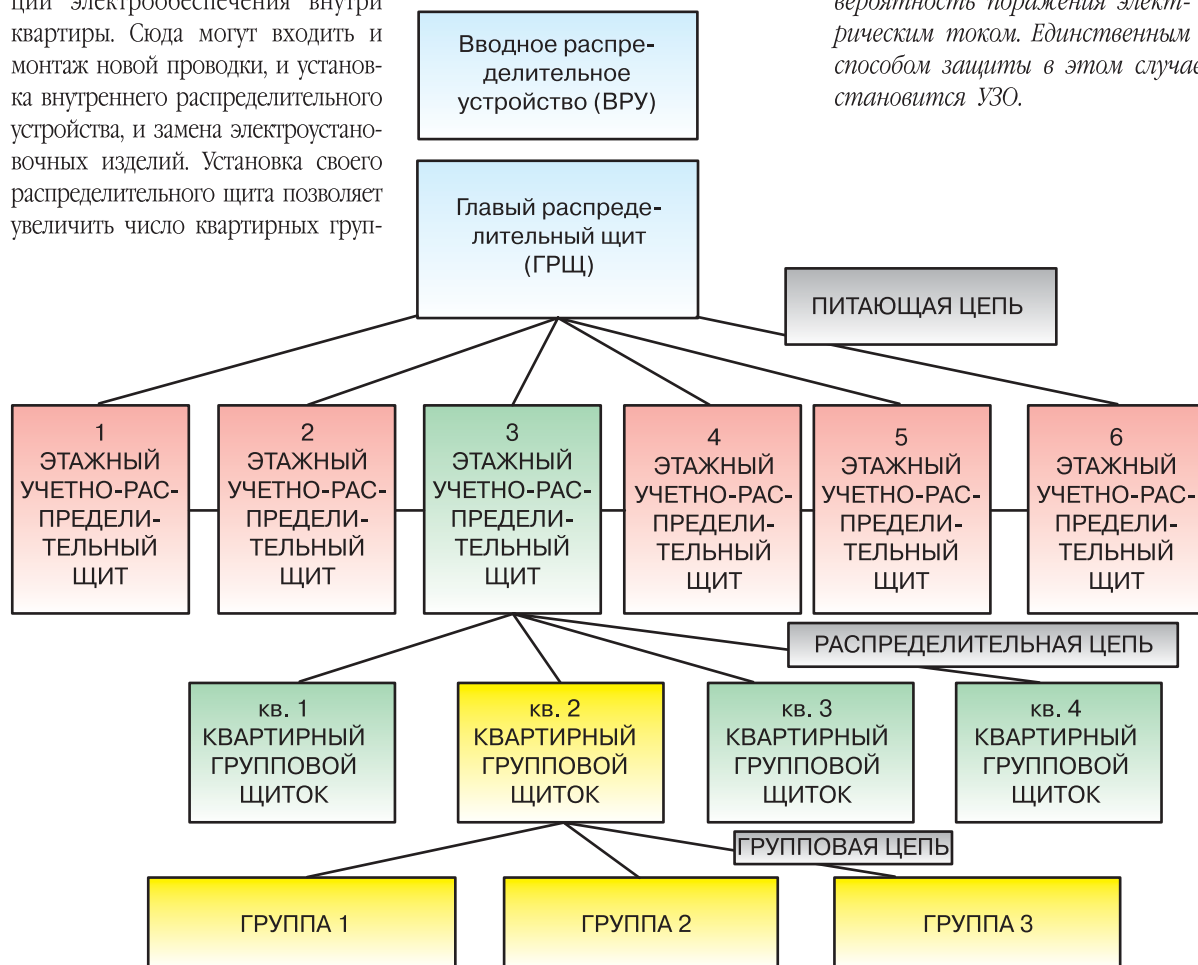 ции электрообеспечения внутри
квартиры. Сюда могут входить и
монтаж новой проводки, и установ-
ка внутреннего распределительного
устройства, и замена электроустано-
вочных изделий. Установка своего
распределительного щита позволяет
увеличить число квартирных груп-
вероятность поражения элект-
рическим током. Единственным
способом защиты в этом случае
становится УЗО.
Вводное распре-
делительное
устройство (ВРУ)
Главый распреде-
лительный щит
(ГРЩ)
ПИТАЮЩАЯ ЦЕПЬ
1
ЭТАЖНЫЙ
УЧЕТНО-РАС-
ПРЕДЕЛИ-
ТЕЛЬНЫЙ
ЩИТ
2
ЭТАЖНЫЙ
УЧЕТНО-РАС-
ПРЕДЕЛИ-
ТЕЛЬНЫЙ
ЩИТ
3
ЭТАЖНЫЙ
УЧЕТНО-РАС-
ПРЕДЕЛИ-
ТЕЛЬНЫЙ
ЩИТ
4
ЭТАЖНЫЙ
УЧЕТНО-РАС-
ПРЕДЕЛИ-
ТЕЛЬНЫЙ
ЩИТ
5
ЭТАЖНЫЙ
УЧЕТНО-РАС-
ПРЕДЕЛИ-
ТЕЛЬНЫЙ
ЩИТ
6
ЭТАЖНЫЙ
УЧЕТНО-РАС-
ПРЕДЕЛИ-
ТЕЛЬНЫЙ
ЩИТ
РАСПРЕДЕЛИТЕЛЬНАЯ ЦЕПЬ
кв. 1
КВАРТИРНЫЙ
ГРУППОВОЙ
ЩИТОК
кв. 2
КВАРТИРНЫЙ
ГРУППОВОЙ
ЩИТОК
кв. 3
КВАРТИРНЫЙ
ГРУППОВОЙ
ЩИТОК
кв. 4
КВАРТИРНЫЙ
ГРУППОВОЙ
ЩИТОК
ГРУППОВАЯ ЦЕПЬ
ГРУППА 1
ГРУППА 2
ГРУППА 3